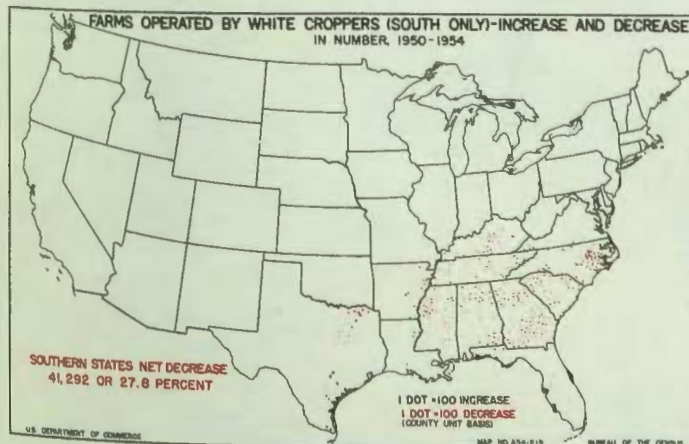 FARMS OPERATED BY WHITE CROPPERS (SOUTH ONLY)-INCREASE AND DECREASE
IN NUMBER, 1950-1954
SOUTHERN STATES NET DECREASE
41,292 OR 27.8 PERCENT
1 DOT =100 INCREASE
1 DOT =100 DECREASE
(COUNTY UNIT BASIS)
U.S. DEPARTMENT OF COMMERCE
MAP NO.
BUREAU OF THE CENSUS